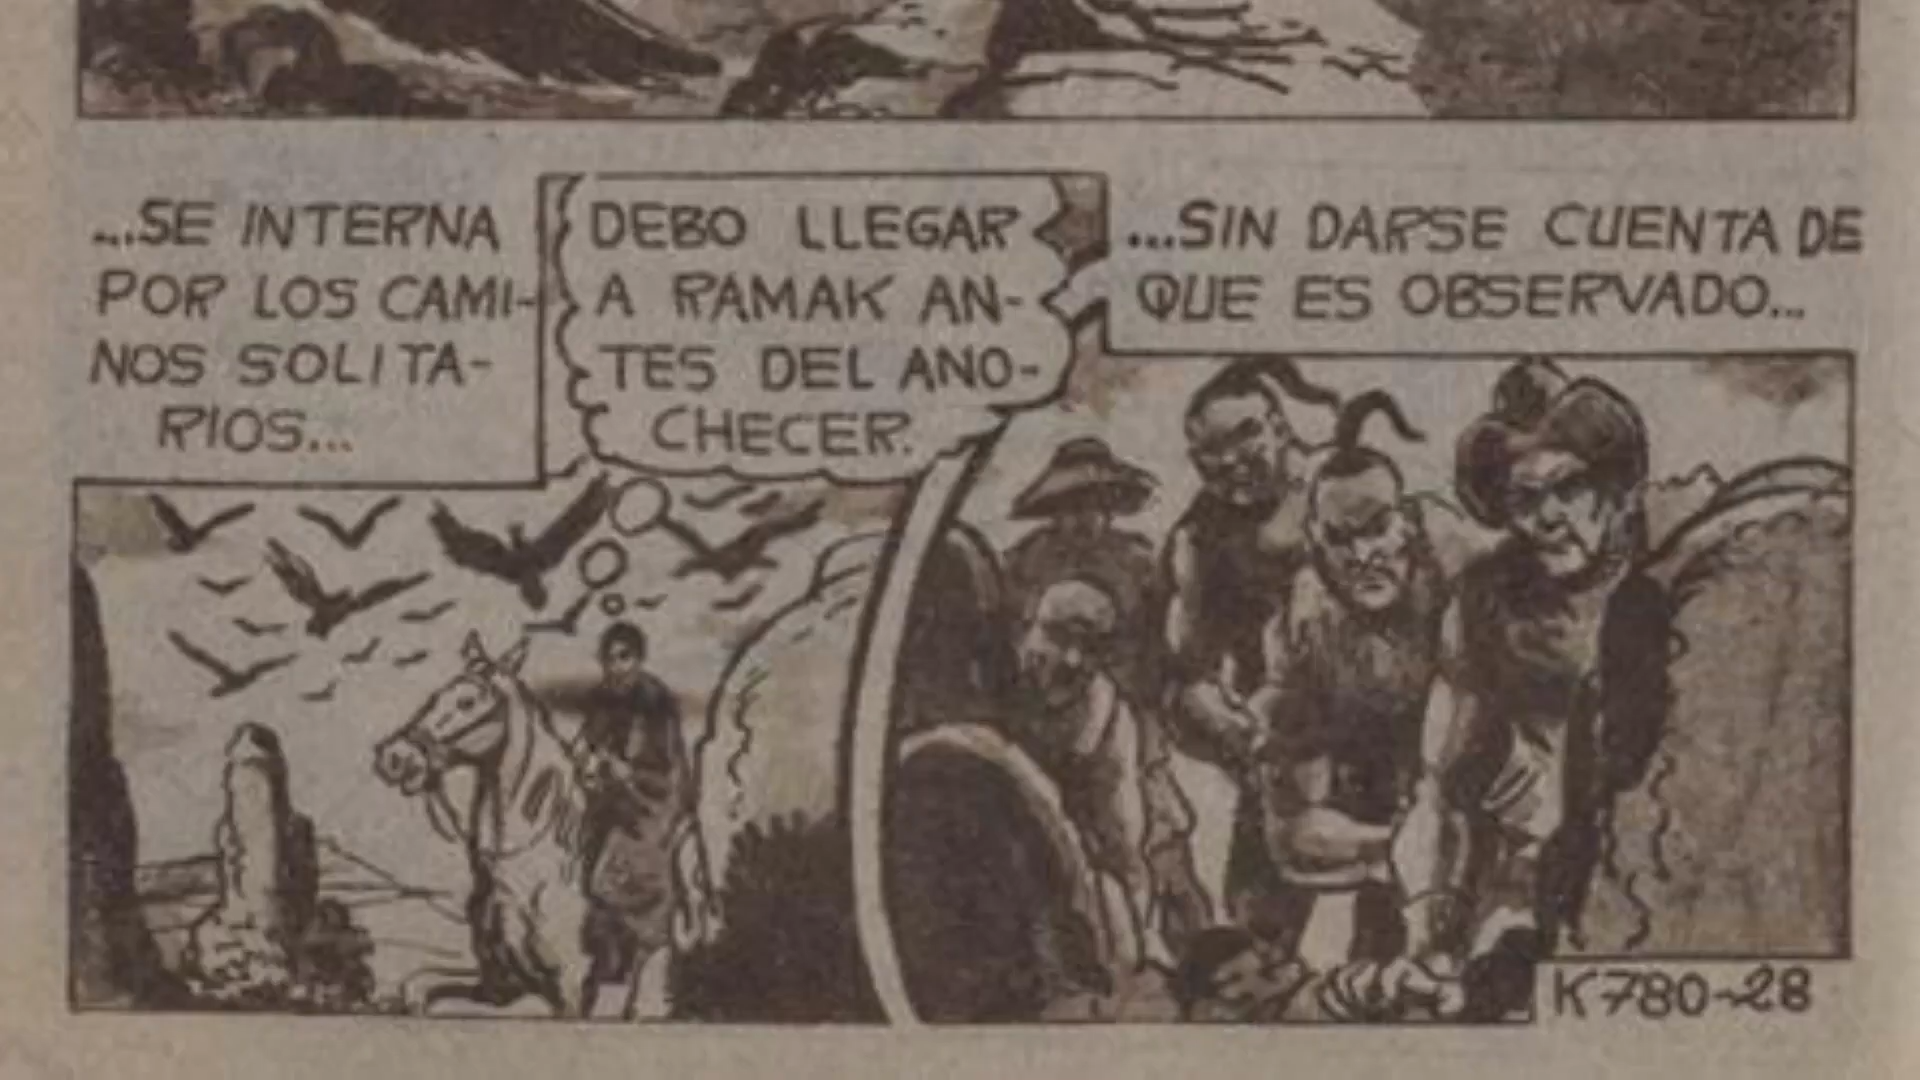 ...SE INTERNA
POR LOS CAMI-
NOS SOLITA-
RIOS...
DEBO LLEGAR
A RAMAK AN-
TES DEL ANO-
CHECER.
...SIN DARSE CUENTA DE
QUE ES OBSERVADO...
K780-28